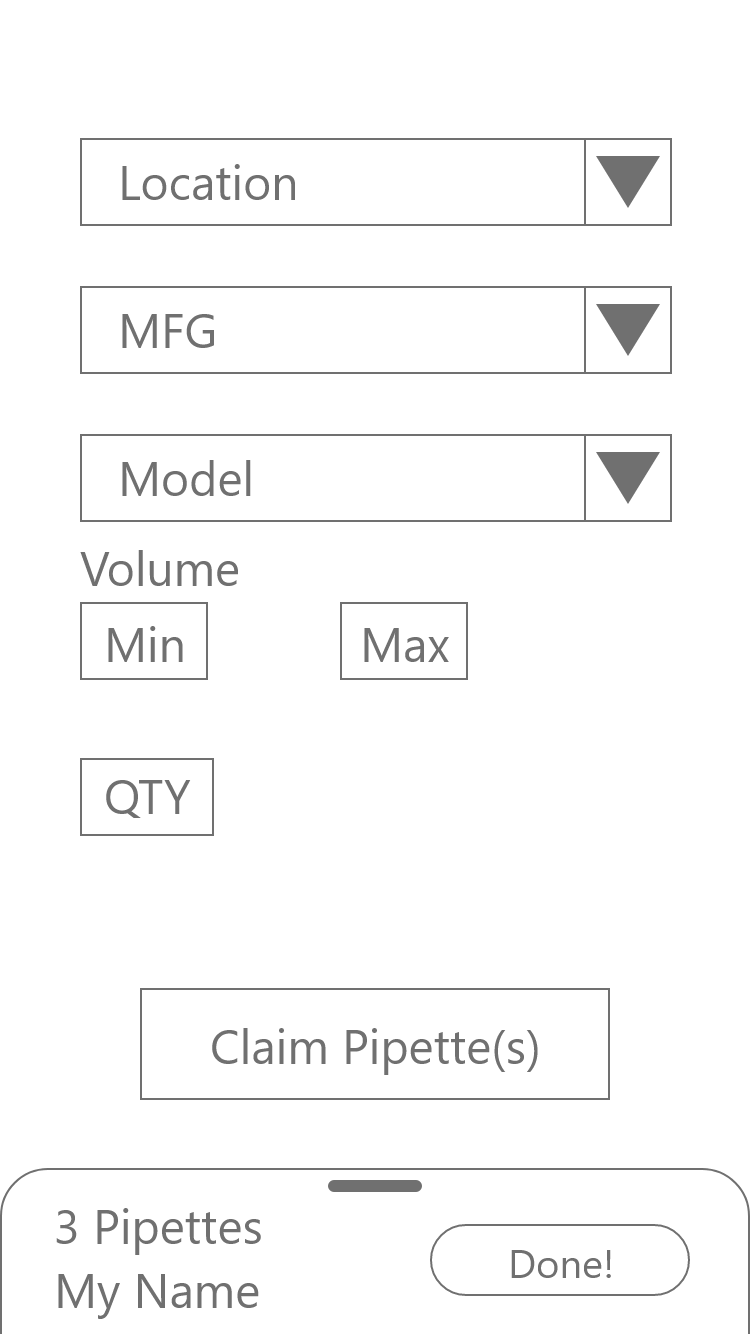 Location
MFG
Model
Volume
Min Max
QTY
Claim Pipette(s)
3 Pipettes
Done!
My Name